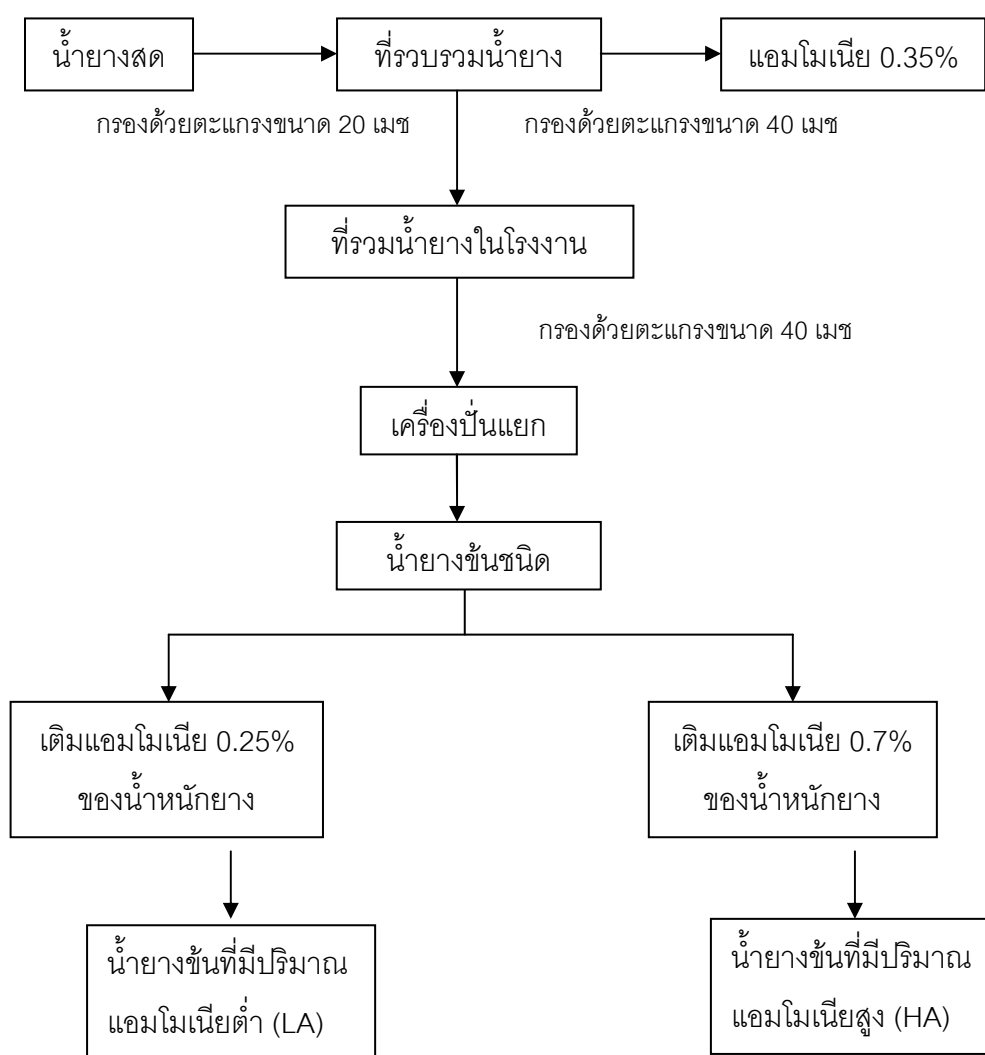 น้ำยางสด
ที่รวบรวมน้ำยาง
แอมโมเนีย 0.35%
กรองด้วยตะแกรงขนาด 20 เมช
กรองด้วยตะแกรงขนาด 40 เมช
ที่รวมน้ำยางในโรงงาน
กรองด้วยตะแกรงขนาด 40 เมช
เครื่องปั่นแยก
น้ำยางข้นชนิด
เติมแอมโมเนีย 0.25%
ของน้ำหนักยาง
เติมแอมโมเนีย 0.7%
ของน้ำหนักยาง
น้ำยางข้นที่มีปริมาณ
แอมโมเนียต่ำ (LA)
น้ำยางข้นที่มีปริมาณ
แอมโมเนียสูง (HA)